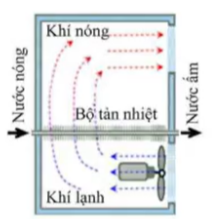 Khí nóng
Nước nóng
Bộ tản nhiệt
Nước ấm
Khí lạnh